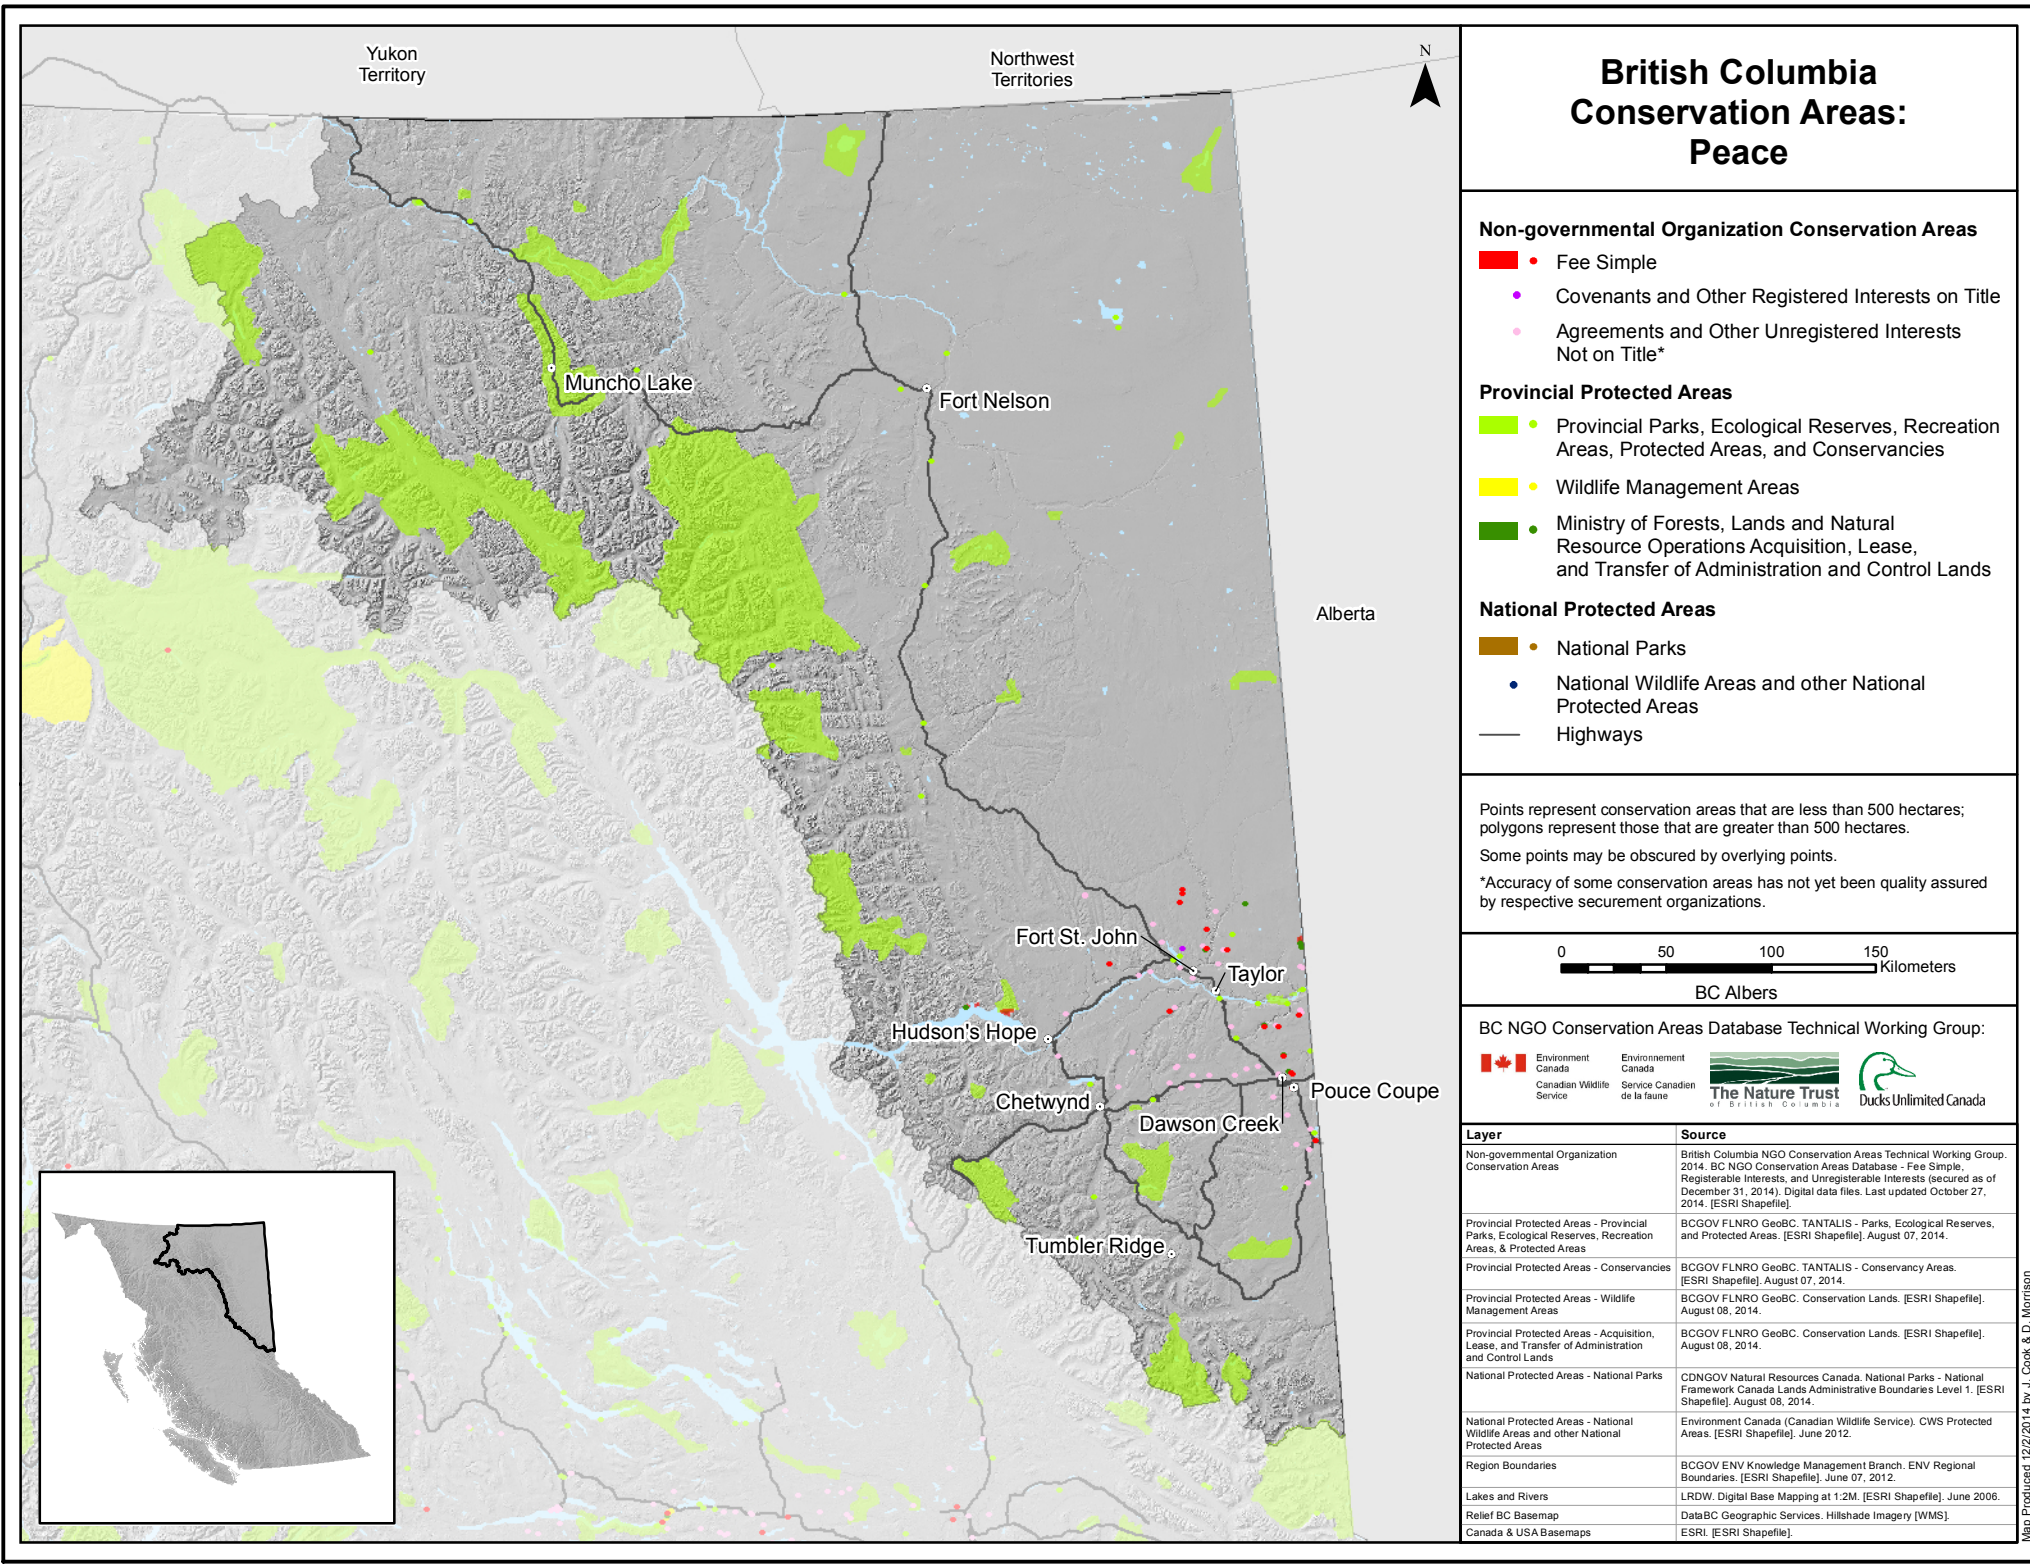 Yukon
Territory
Northwest
Territories
N
Muncho Lake
Fort Nelson
Alberta
Fort St. John
Taylor
Hudson's Hope
Chetwynd
Pouce Coupe
Dawson Creek
Tumbler Ridge
British Columbia
Conservation Areas:
Peace
Non-governmental Organization Conservation Areas
Fee Simple
Covenants and Other Registered Interests on Title
Agreements and Other Unregistered Interests
Not on Title*
Provincial Protected Areas
Provincial Parks, Ecological Reserves, Recreation
Areas, Protected Areas, and Conservancies
Wildlife Management Areas
Ministry of Forests, Lands and Natural
Resource Operations Acquisition, Lease,
and Transfer of Administration and Control Lands
National Protected Areas
National Parks
National Wildlife Areas and other National
Protected Areas
Highways
Points represent conservation areas that are less than 500 hectares;
polygons represent those that are greater than 500 hectares.
Some points may be obscured by overlying points.
*Accuracy of some conservation areas has not yet been quality assured
by respective securement organizations.
0 50 100 150
Kilometers
BC Albers
BC NGO Conservation Areas Database Technical Working Group:
Environment
Canada
Canadian Wildlife
Service
Environnement
Canada
Service Canadien
de la faune
The Nature Trust
of British Columbia
Ducks Unlimited Canada
Layer Source
Non-governmental Organization
Conservation Areas
British Columbia NGO Conservation Areas Technical Working Group.
2014. BC NGO Conservation Areas Database - Fee Simple,
Registerable Interests, and Unregisterable Interests (secured as of
December 31, 2014). Digital data files. Last updated October 27,
2014. [ESRI Shapefile].
Provincial Protected Areas - Provincial
Parks, Ecological Reserves, Recreation
Areas, & Protected Areas
BCGOV FLNRO GeoBC. TANTALIS - Parks, Ecological Reserves,
and Protected Areas. [ESRI Shapefile]. August 07, 2014.
Provincial Protected Areas - Conservancies
BCGOV FLNRO GeoBC. TANTALIS - Conservancy Areas.
[ESRI Shapefile]. August 07, 2014.
Provincial Protected Areas - Wildlife
Management Areas
BCGOV FLNRO GeoBC. Conservation Lands. [ESRI Shapefile].
August 08, 2014.
Provincial Protected Areas - Acquisition,
Lease, and Transfer of Administration
and Control Lands
BCGOV FLNRO GeoBC. Conservation Lands. [ESRI Shapefile].
August 08, 2014.
National Protected Areas - National Parks
CDNGOV Natural Resources Canada. National Parks - National
Framework Canada Lands Administrative Boundaries Level 1. [ESRI
Shapefile]. August 08, 2014.
National Protected Areas - National
Wildlife Areas and other National
Protected Areas
Environment Canada (Canadian Wildlife Service). CWS Protected
Areas. [ESRI Shapefile]. June 2012.
Region Boundaries
BCGOV ENV Knowledge Management Branch. ENV Regional
Boundaries. [ESRI Shapefile]. June 07, 2012.
Lakes and Rivers
LRDW. Digital Base Mapping at 1:2M. [ESRI Shapefile]. June 2006.
Relief BC Basemap
DataBC Geographic Services. Hillshade Imagery [WMS].
Canada & USA Basemaps
ESRI. [ESRI Shapefile].
Map Produced 12/2/2014 by J. Cook & D. Morrison